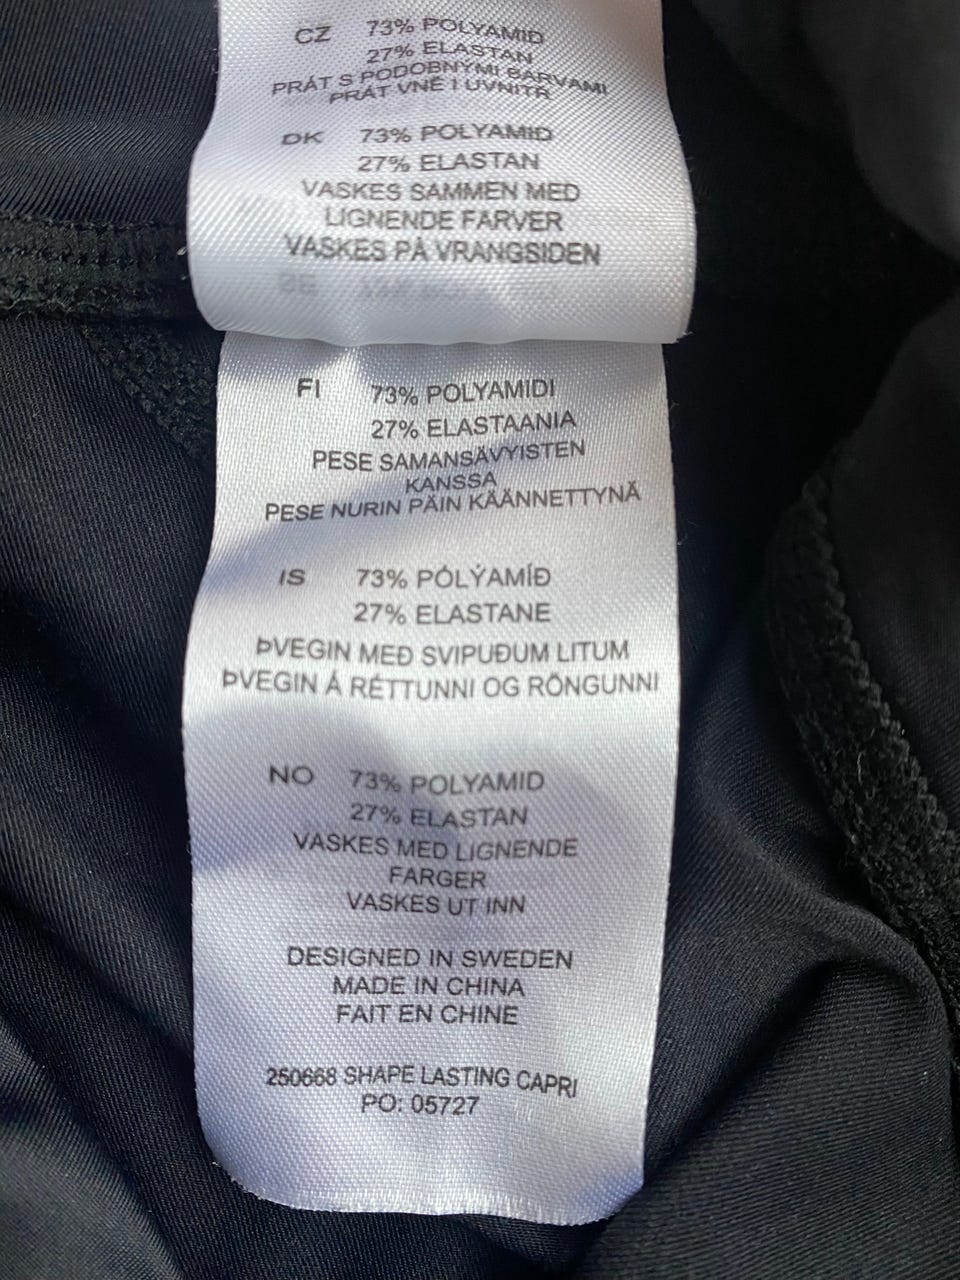 CZ 73% POLYAMID
27% ELASTAN
PRÁT S PODOBNÝMI BARVAMI
PRÁT VNĚ I UVNITŘ
DK 73% POLYAMID
27% ELASTAN
VASKES SAMMEN MED
LIGNENDE FARVER
VASKES PÅ VRANGSIDEN
FI 73% POLYAMIDI
27% ELASTAANIA
PESE SAMANSÄVYISTEN
KANSSA
PESE NURIN PÄIN KÄÄNNETTYNÄ
IS 73% PÓLÝAMÍÐ
27% ELASTANE
ÞVEGIN MEÐ SVIPUÐUM LITUM
ÞVEGIN Á RÉTTUNNI OG RÖNGUNNI
NO 73% POLYAMID
27% ELASTAN
VASKES MED LIGNENDE
FARGER
VASKES UT INN
DESIGNED IN SWEDEN
MADE IN CHINA
FAIT EN CHINE
250668 SHAPE LASTING CAPRI
PO: 05727